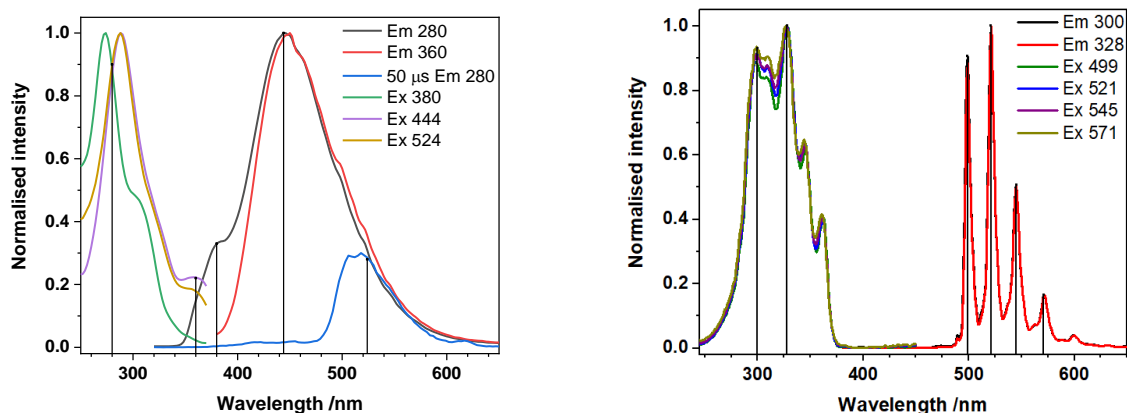 Em 280
Em 360
50 μs Em 280
Ex 380
Ex 444
Ex 524
Normalised intensity
1.0
0.8
0.6
0.4
0.2
0.0
300
400
500
600
Wavelength /nm
Em 300
Em 328
Ex 499
Ex 521
Ex 545
Ex 571
Normalised intensity
1.0
0.8
0.6
0.4
0.2
0.0
300
400
500
600
Wavelength /nm